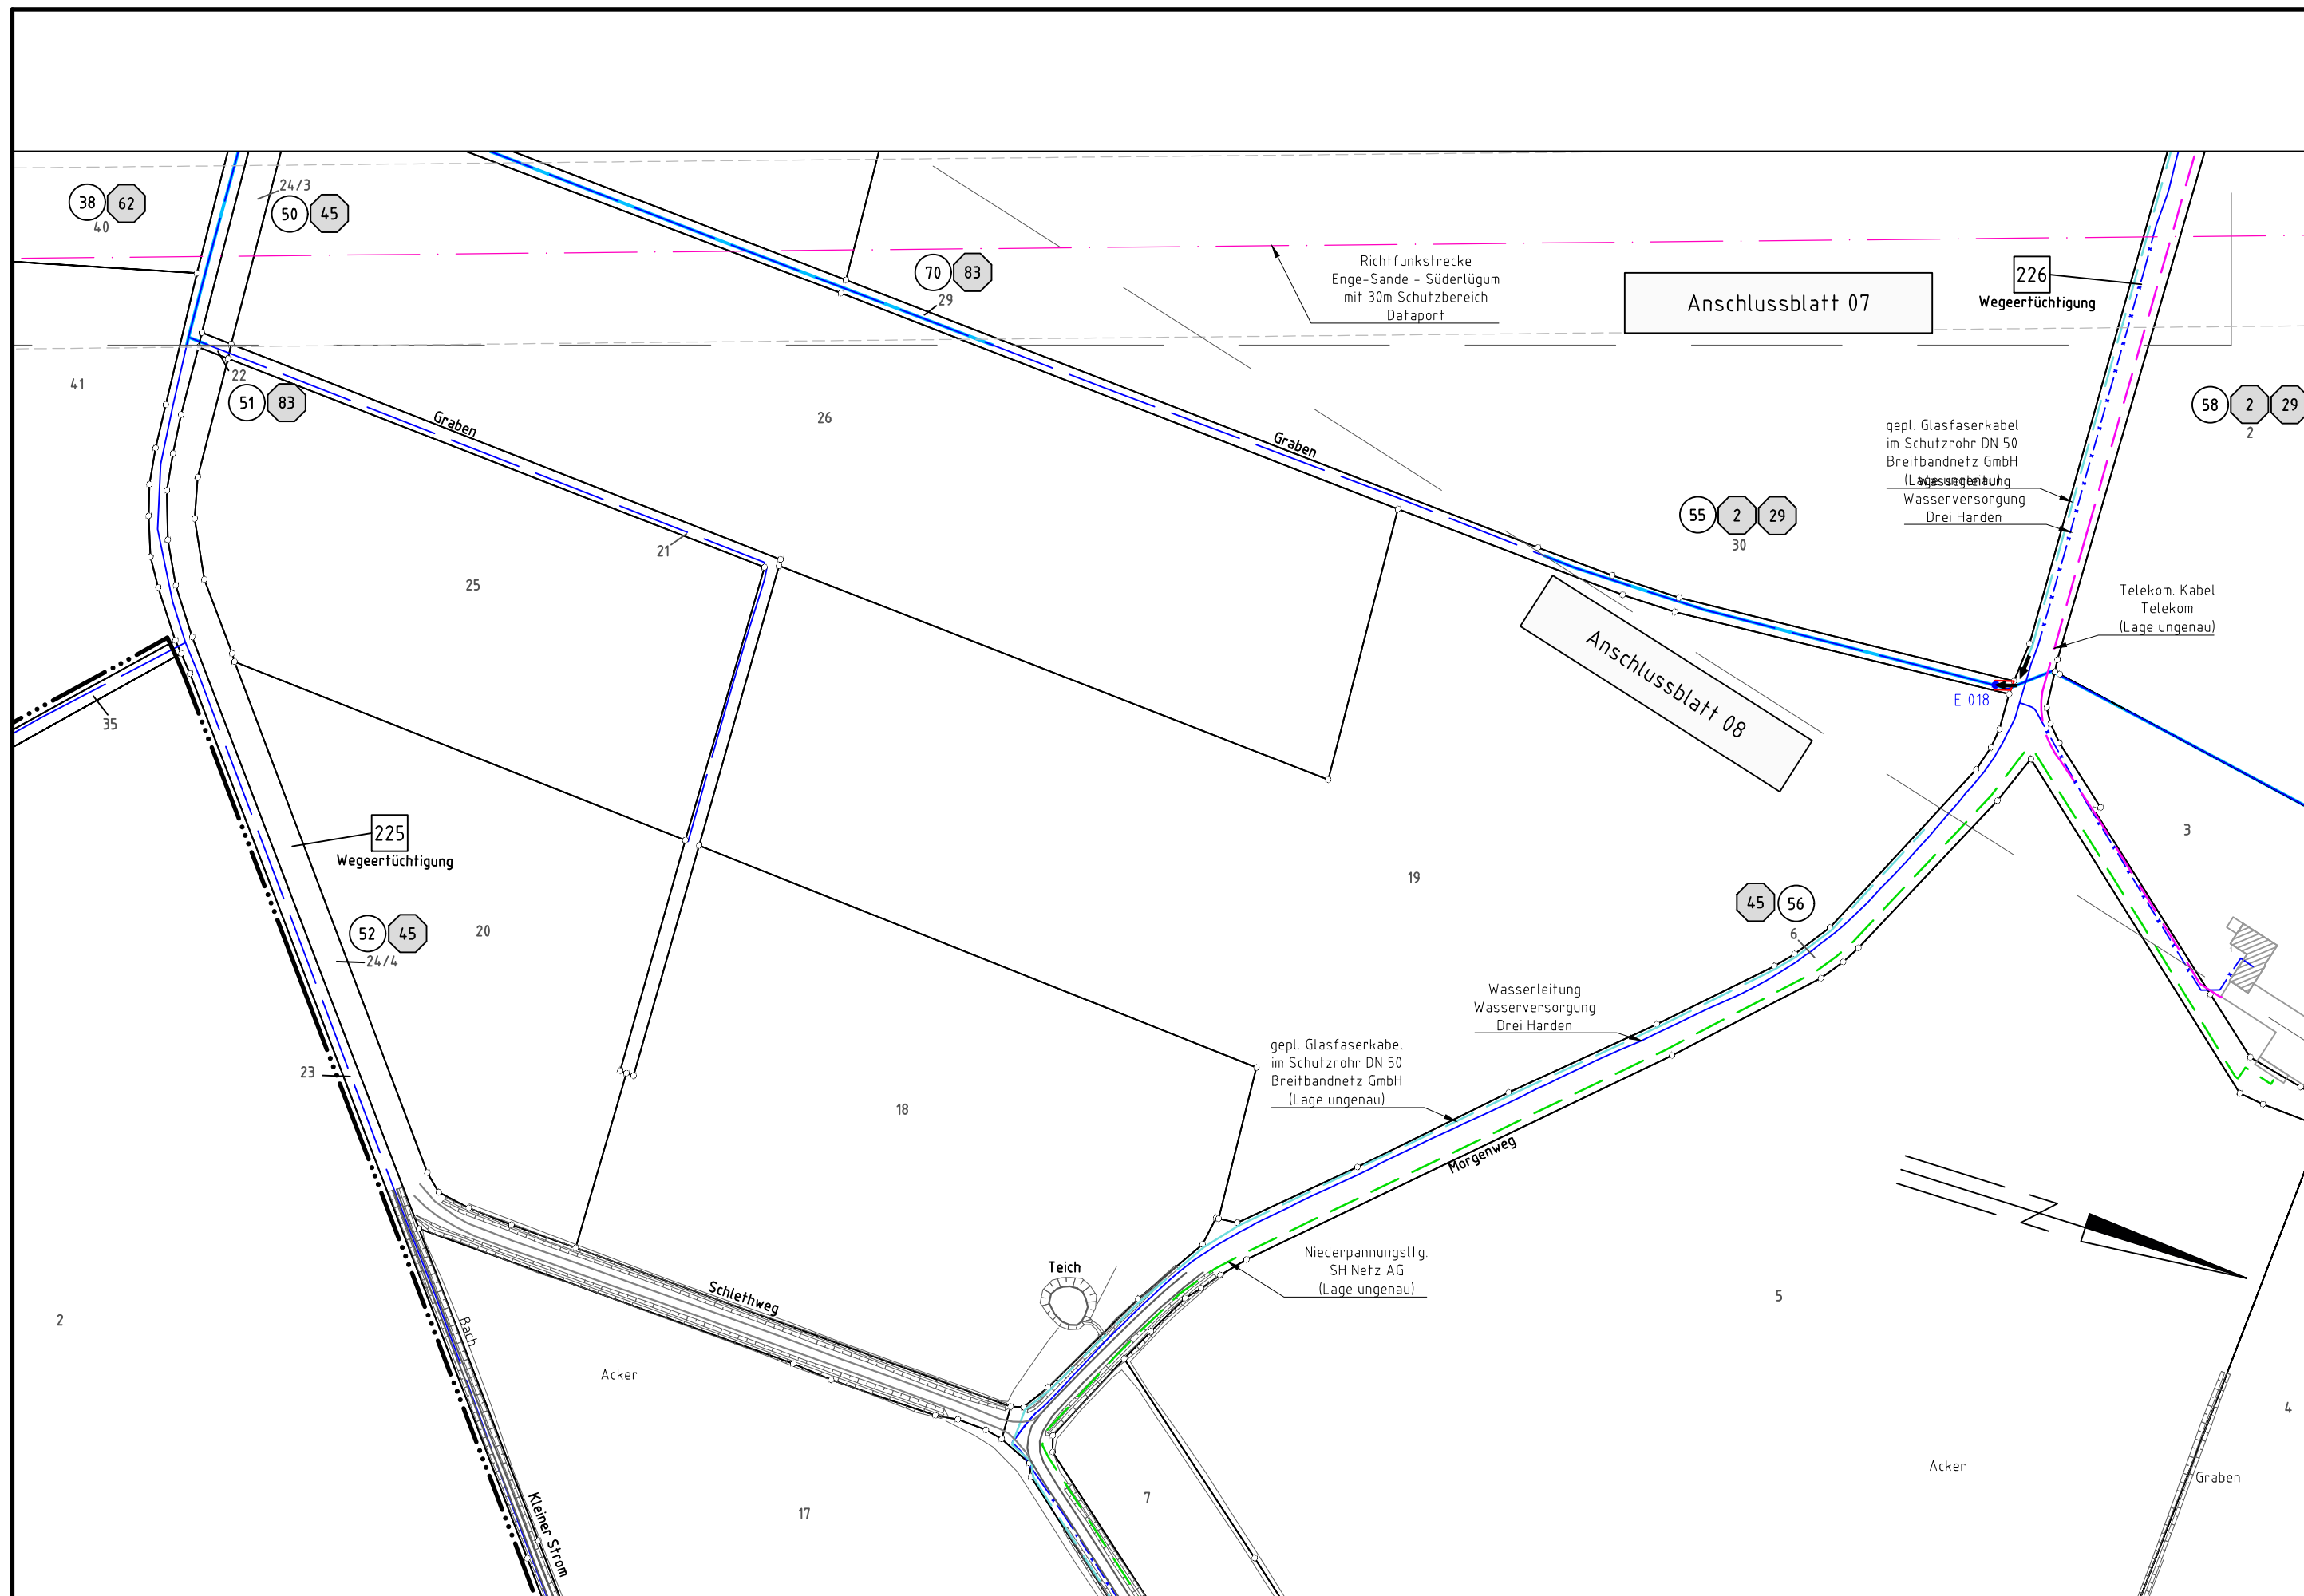 38 62
40
24/3
50 45
70 83
29
Richtfunkstrecke
Enge-Sande - Süderlügum
mit 30m Schutzbereich
Dataport
Anschlussblatt 07
226
Wegeertüchtigung
41
22
51 83
Graben
26
Graben
58 2 29
2
gepl. Glasfaserkabel
im Schutzrohr DN 50
Breitbandnetz GmbH
(Lage ungenau)
Wasserleitung
Wasserversorgung
Drei Harden
55 2 29
30
21
25
Telekom. Kabel
Telekom
(Lage ungenau)
Anschlussblatt 08
E 018
35
225
Wegeertüchtigung
3
19
52 45
24/4
20
45 56
6
Wasserleitung
Wasserversorgung
Drei Harden
23
gepl. Glasfaserkabel
im Schutzrohr DN 50
Breitbandnetz GmbH
(Lage ungenau)
18
Morgenweg
N
Teich
Niederpannungsltg.
SH Netz AG
(Lage ungenau)
Schlethweg
5
2
Bach
Acker
4
Acker
Graben
7
17
Kleiner Strom